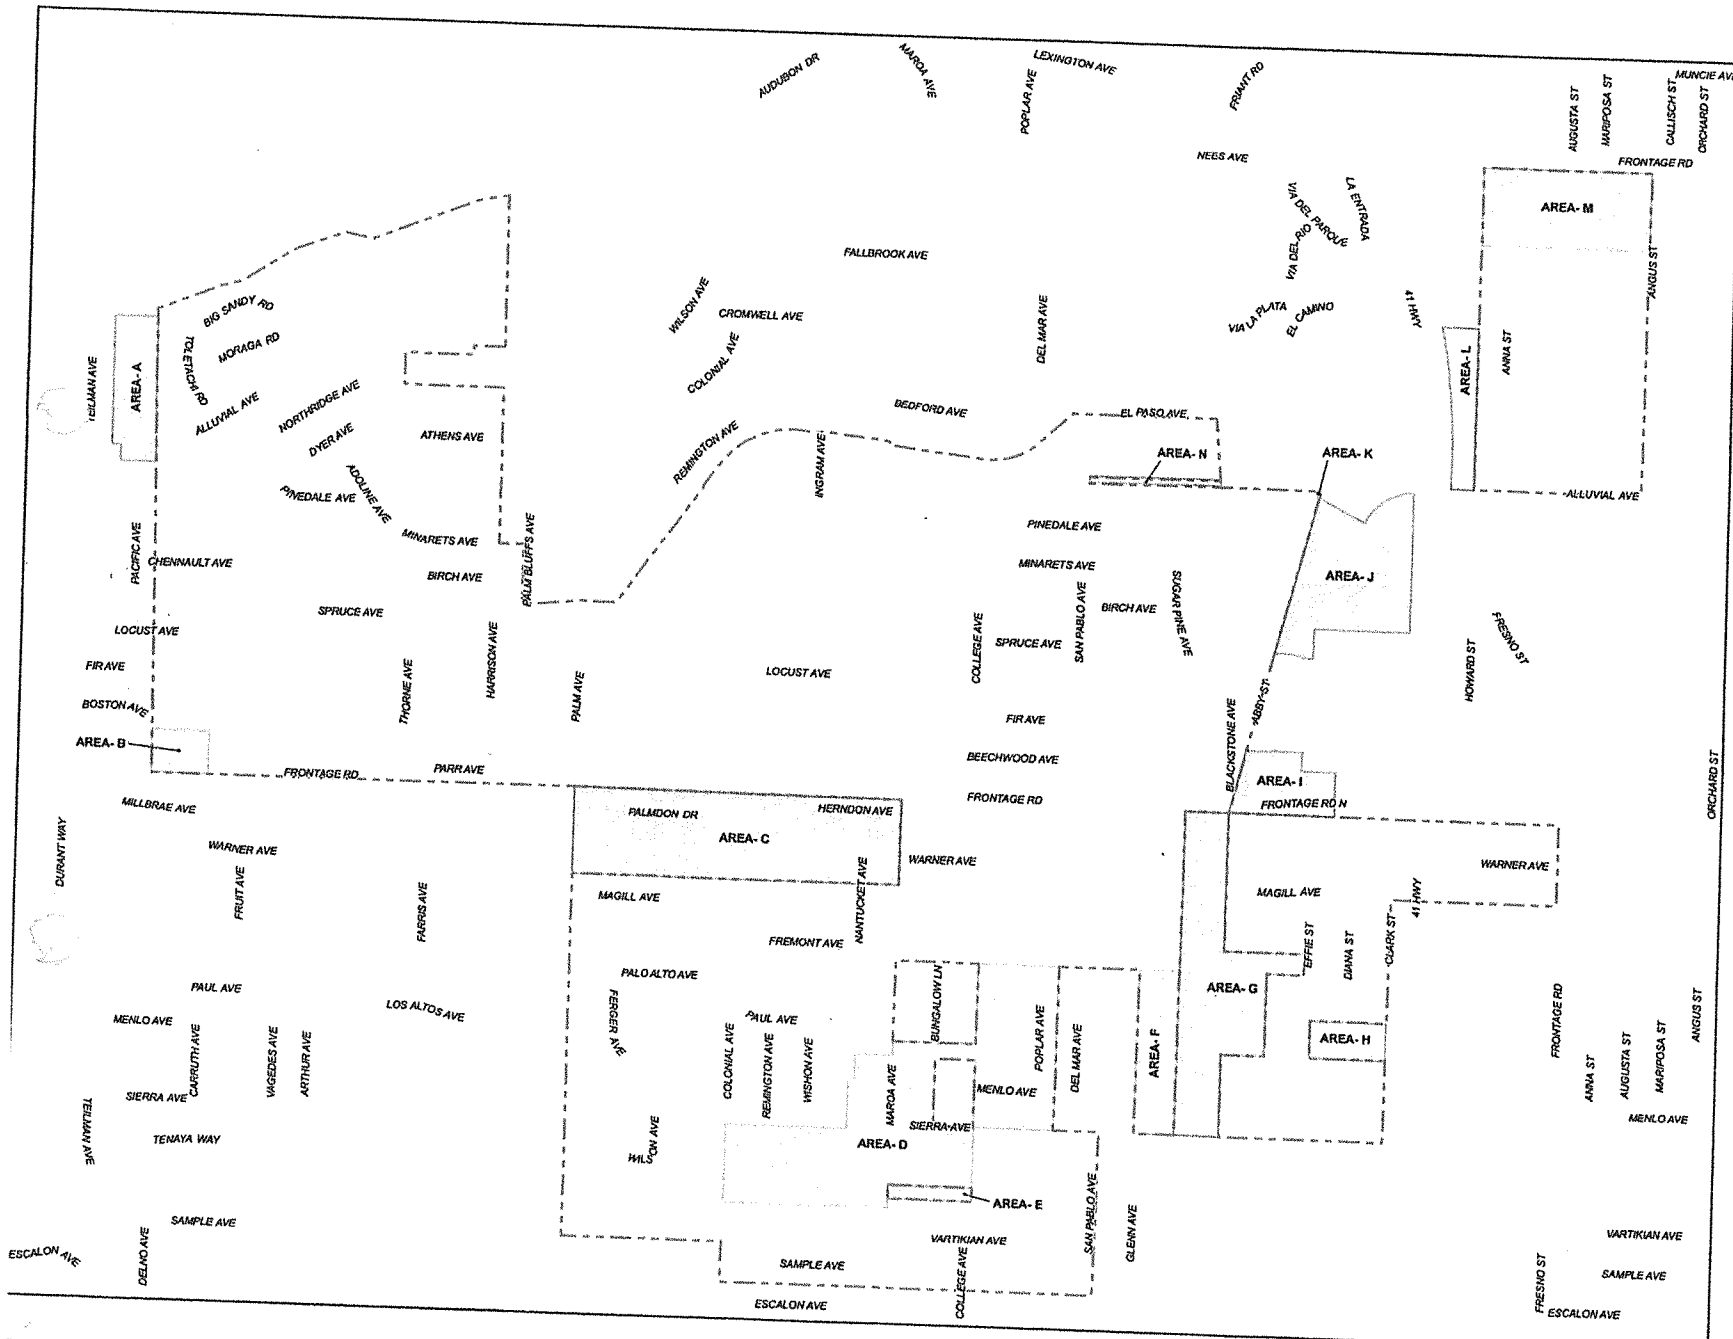 AUDUBON DR
MAROA AVE
LEXINGTON AVE
POPLAR AVE
FRIANT RD
MUNCIE AVE
AUGUSTA ST
MARIPOSA ST
CALLISCH ST
ORCHARD ST
FRONTAGE RD
NEES AVE
VIA DEL PARQUE
LA ENTRADA
VIA DEL RIO
AREA- M
FALLBROOK AVE
ANGUS ST
BIG SANDY RD
WILSON AVE
CROMWELL AVE
DEL MAR AVE
VIA LA PLATA
EL CAMINO
41 HWY
MORAGA RD
TOLETACHI RD
COLONIAL AVE
ANNA ST
AREA- L
TEILMAN AVE
AREA- A
ALLUVIAL AVE
NORTHRIDGE AVE
DYER AVE
ATHENS AVE
BEDFORD AVE
EL PASO AVE
REMINGTON AVE
INGRAM AVE
AREA- N
AREA- K
ADOLINE AVE
PINEDALE AVE
ALLUVIAL AVE
PINEDALE AVE
PACIFIC AVE
MINARETS AVE
PALM BLUFFS AVE
CHENNAULT AVE
BIRCH AVE
MINARETS AVE
AREA- J
SPRUCE AVE
SAN PABLO AVE
BIRCH AVE
SUGAR PINE AVE
LOCUST AVE
HARRISON AVE
COLLEGE AVE
SPRUCE AVE
FRESNO ST
FIR AVE
LOCUST AVE
HOWARD ST
BOSTON AVE
THORNE AVE
PALM AVE
ABBY ST
FIR AVE
BLACKSTONE AVE
AREA- B
FRONTAGE RD
PARR AVE
BEECHWOOD AVE
AREA- I
ORCHARD ST
MILLBRAE AVE
PALMDON DR
HERNDON AVE
FRONTAGE RD
FRONTAGE RD N
AREA- C
DURANT WAY
WARNER AVE
WARNER AVE
WARNER AVE
FRUIT AVE
MAGILL AVE
NANTUCKET AVE
MAGILL AVE
41 HWY
FARRIS AVE
FREMONT AVE
EFFIE ST
DIANA ST
CLARK ST
PALO ALTO AVE
PAUL AVE
BUNGALOW LN
AREA- G
LOS ALTOS AVE
FERGER AVE
PAUL AVE
MENLO AVE
FRONTAGE RD
ANGUS ST
CARRUTH AVE
VAGEDES AVE
ARTHUR AVE
COLONIAL AVE
REMINGTON AVE
WISHON AVE
MAROA AVE
POPLAR AVE
DEL MAR AVE
AREA- F
AREA- H
MENLO AVE
ANNA ST
AUGUSTA ST
MARIPOSA ST
SIERRA AVE
SIERRA AVE
MENLO AVE
TEILMAN AVE
TENAYA WAY
WILSON AVE
AREA- D
AREA- E
SAN PABLO AVE
GLENN AVE
SAMPLE AVE
VARTIKIAN AVE
VARTIKIAN AVE
ESCALON AVE
DELNO AVE
SAMPLE AVE
COLLEGE AVE
FRESNO ST
SAMPLE AVE
ESCALON AVE
ESCALON AVE